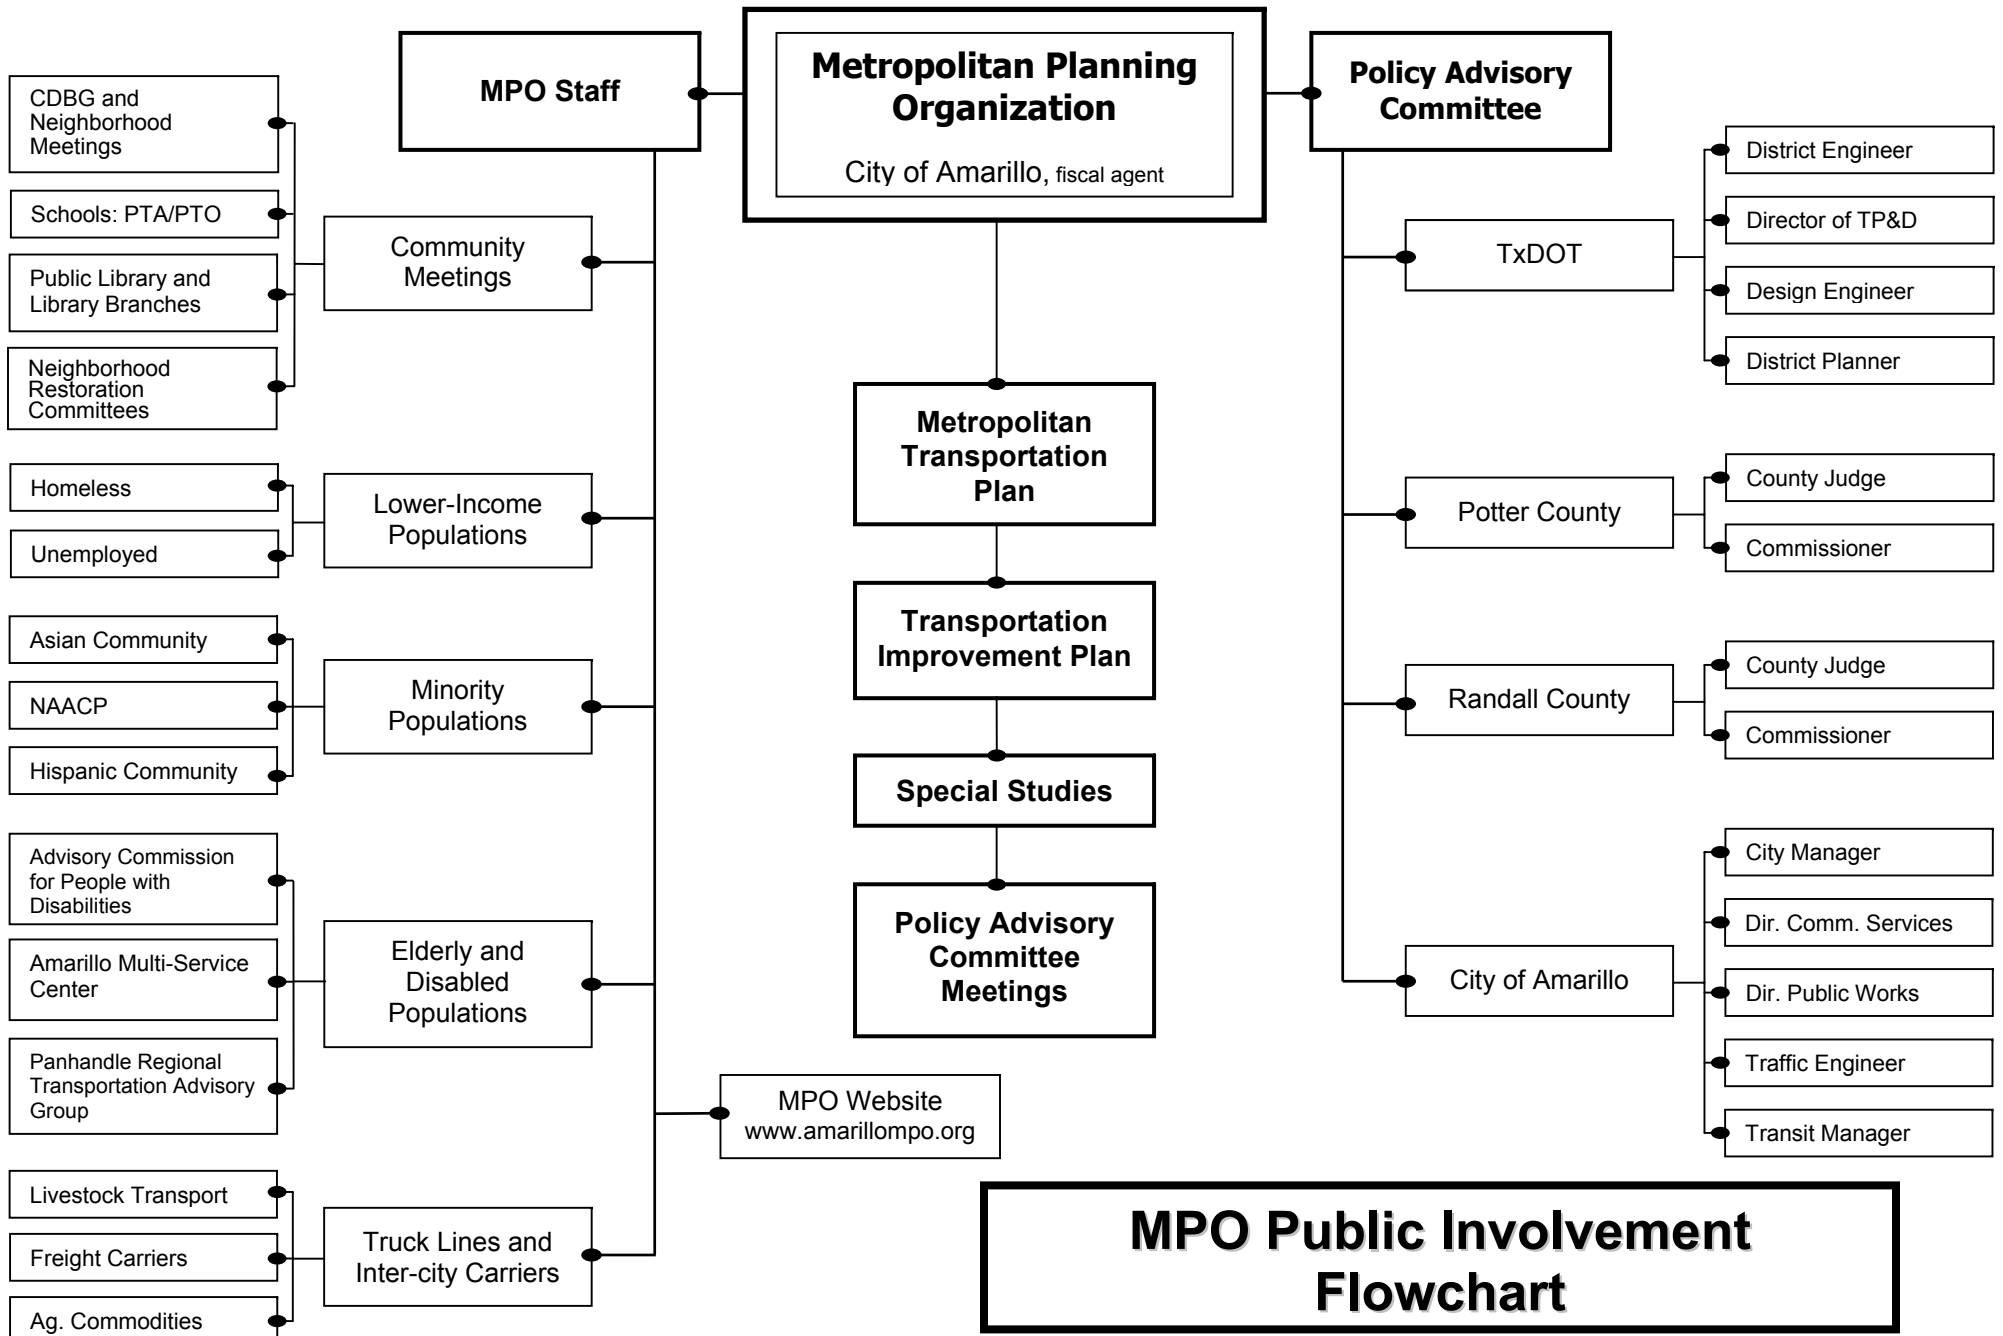 MPO Staff
Metropolitan Planning
Organization
City of Amarillo, fiscal agent
Policy Advisory
Committee
CDBG and
Neighborhood
Meetings
Schools: PTA/PTO
Public Library and
Library Branches
Neighborhood
Restoration
Committees
Community
Meetings
Homeless
Unemployed
Lower-Income
Populations
Asian Community
NAACP
Hispanic Community
Minority
Populations
Advisory Commission
for People with
Disabilities
Amarillo Multi-Service
Center
Panhandle Regional
Transportation Advisory
Group
Elderly and
Disabled
Populations
Livestock Transport
Freight Carriers
Ag. Commodities
Truck Lines and
Inter-city Carriers
MPO Website
www.amarillompo.org
Metropolitan
Transportation
Plan
Transportation
Improvement Plan
Special Studies
Policy Advisory
Committee
Meetings
TxDOT
District Engineer
Director of TP&D
Design Engineer
District Planner
Potter County
County Judge
Commissioner
Randall County
County Judge
Commissioner
City of Amarillo
City Manager
Dir. Comm. Services
Dir. Public Works
Traffic Engineer
Transit Manager
MPO Public Involvement
Flowchart